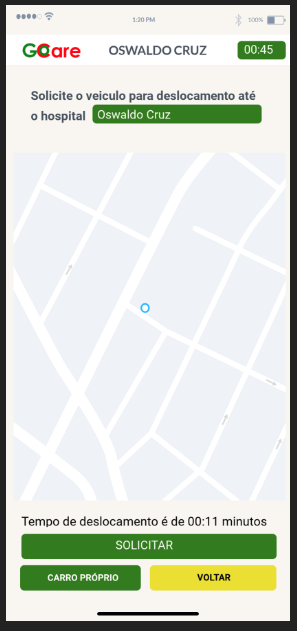 1:20 PM 100%
GOCare OSWALDO CRUZ 00:45
Solicite o veiculo para deslocamento até
o hospital Oswaldo Cruz
Tempo de deslocamento é de 00:11 minutos
SOLICITAR
CARRO PRÓPRIO VOLTAR